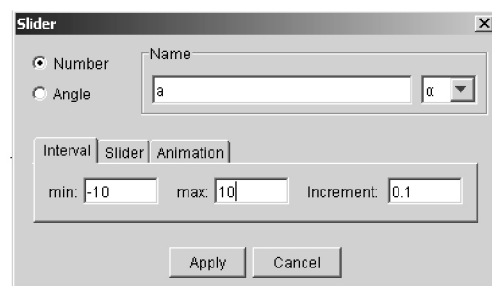 Slider
Number
Name
Angle
a
α
Interval Slider Animation
min: -10 max: 10 Increment: 0.1
Apply Cancel